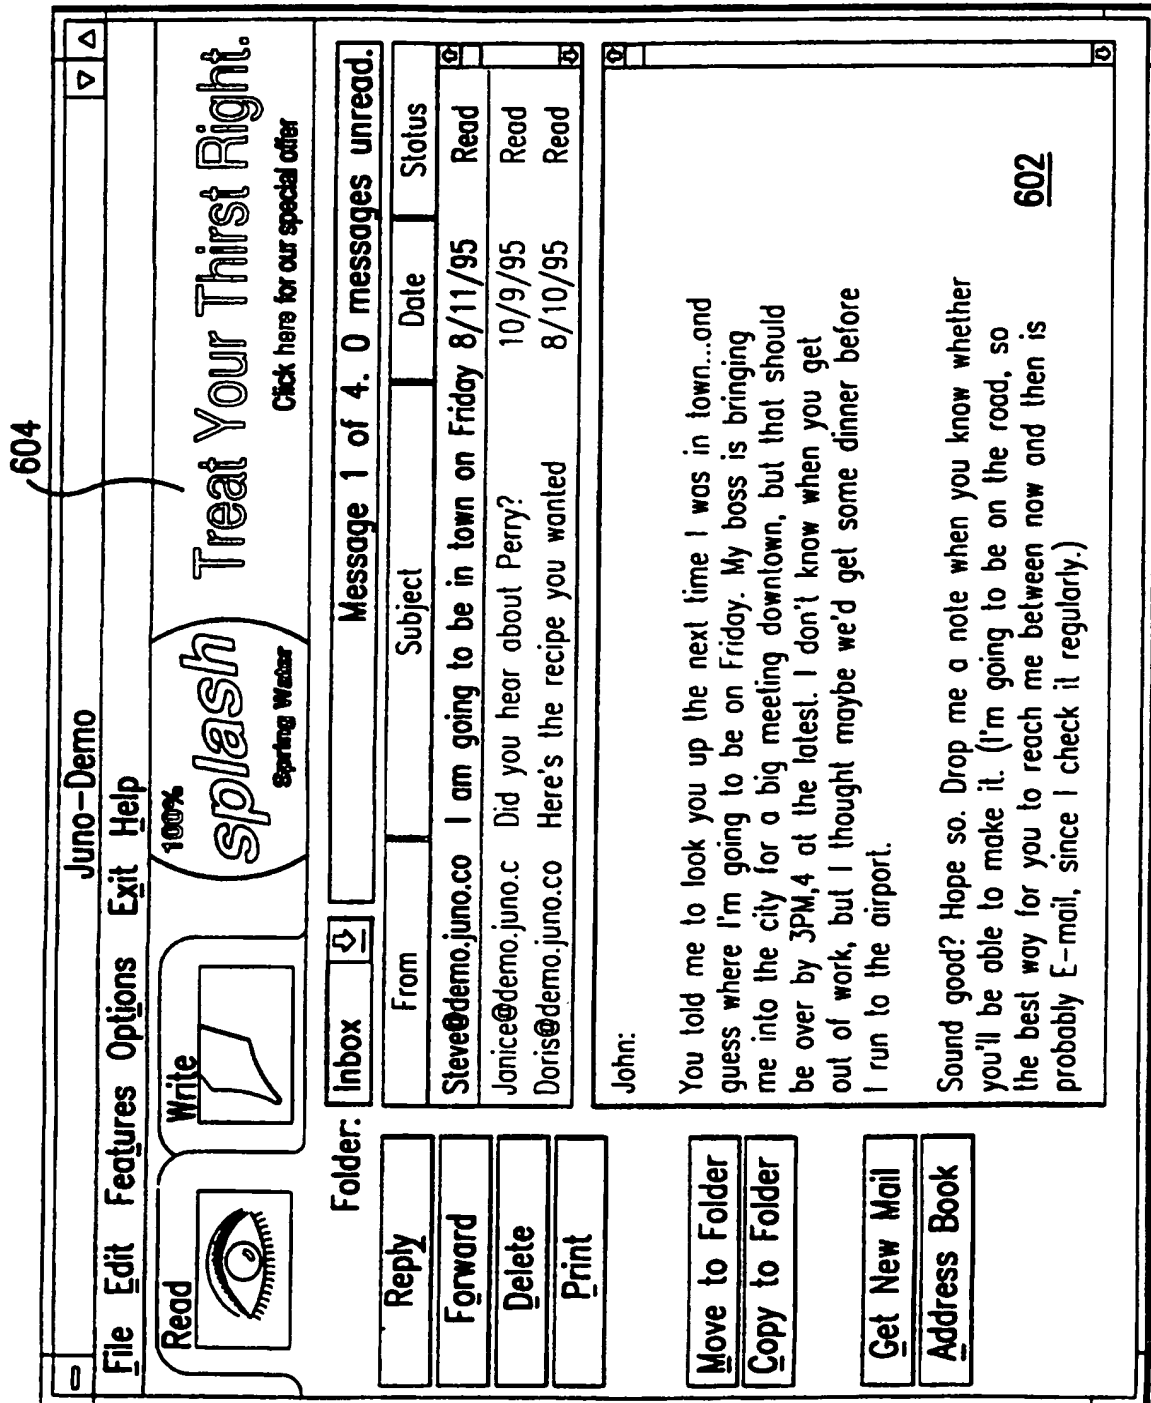 604
Juno-Demo
File Edit Features Options Exit Help
Read
Write
100%
splash
Spring Water
Treat Your Thirst Right.
Click here for our special offer
Folder: Inbox
Message 1 of 4. 0 messages unread.
From Subject Date Status
Steve@demo.juno.co I am going to be in town on Friday 8/11/95 Read
Jonice@demo.juno.c Did you hear about Perry? 10/9/95 Read
Doris@demo.juno.co Here's the recipe you wanted 8/10/95 Read
Reply
Forward
Delete
Print
Move to Folder
Copy to Folder
Get New Mail
Address Book
John:
You told me to look you up the next time I was in town...and
guess where I'm going to be on Friday. My boss is bringing
me into the city for a big meeting downtown, but that should
be over by 3PM,4 at the latest. I don't know when you get
out of work, but I thought maybe we'd get some dinner before
I run to the airport.
Sound good? Hope so. Drop me a note when you know whether
you'll be able to make it. (I'm going to be on the road, so
the best way for you to reach me between now and then is
probably E-mail, since I check it regularly.)
602